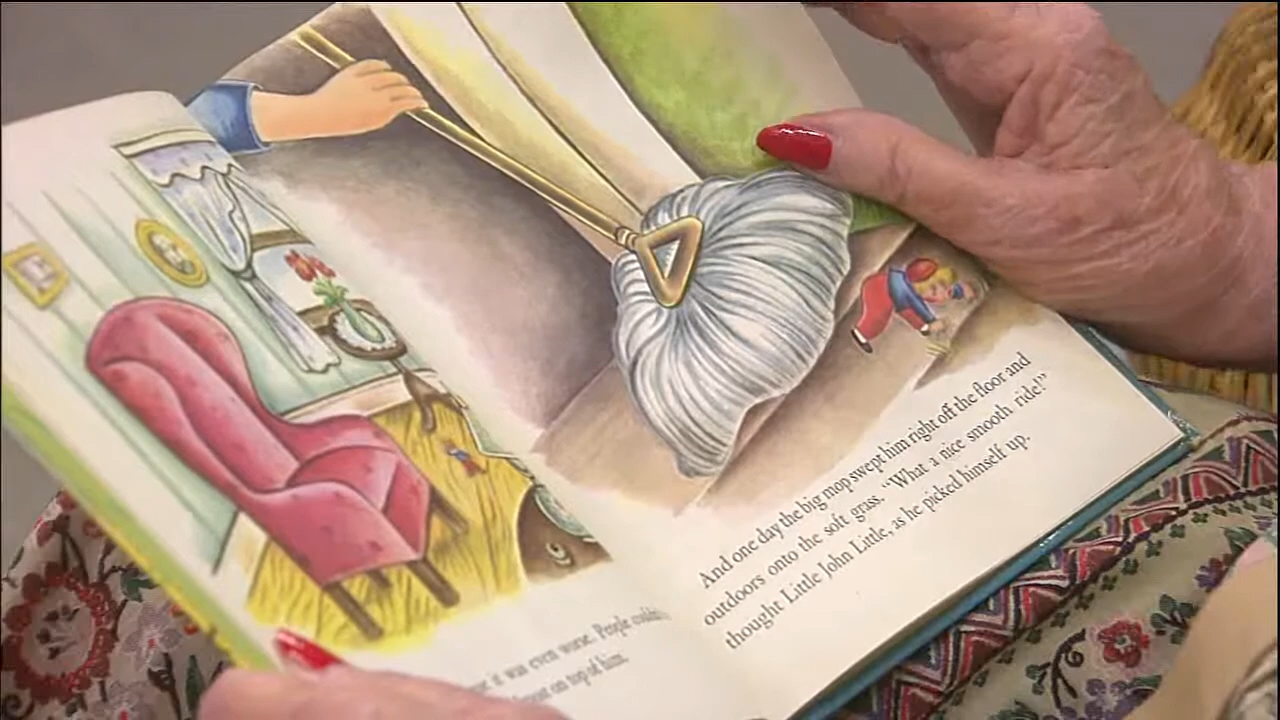 it was even worse. People couldn't
on top of him.
And one day the big mop swept him right off the floor and
outdoors onto the soft grass. "What a nice smooth ride!"
thought Little John Little, as he picked himself up.